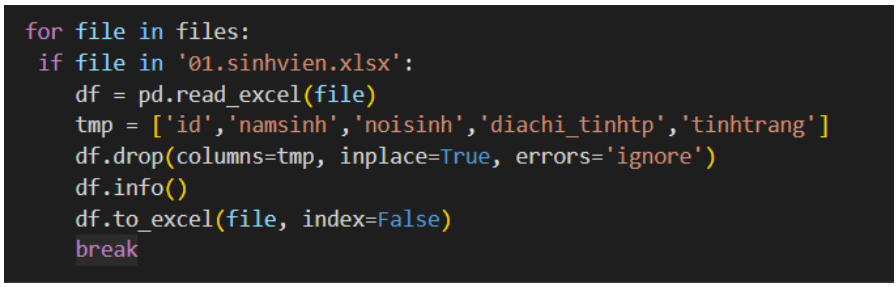 for file in files:
 if file in '01.sinhvien.xlsx':
    df = pd.read_excel(file)
    tmp = ['id','namsinh','noisinh','diachi_tinhtp','tinhtrang']
    df.drop(columns=tmp, inplace=True, errors='ignore')
    df.info()
    df.to_excel(file, index=False)
    break